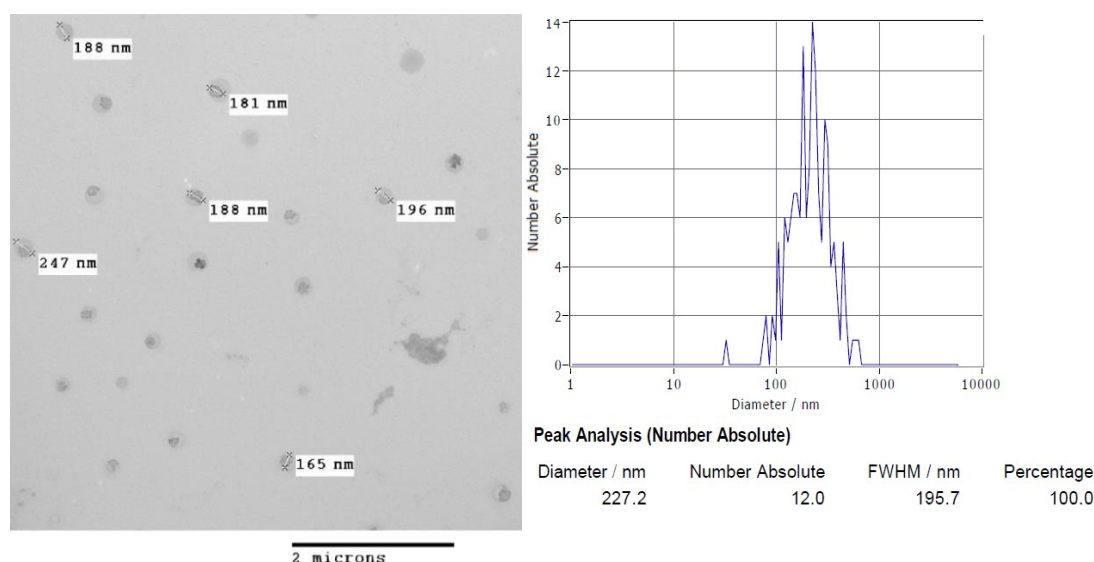 188 nm
181 nm
188 nm
196 nm
247 nm
165 nm
2 microns
14
12
10
8
6
4
2
0
Number Absolute
1 10 100 1000 10000
Diameter / nm
Peak Analysis (Number Absolute)
Diameter / nm Number Absolute FWHM / nm Percentage
227.2 12.0 195.7 100.0